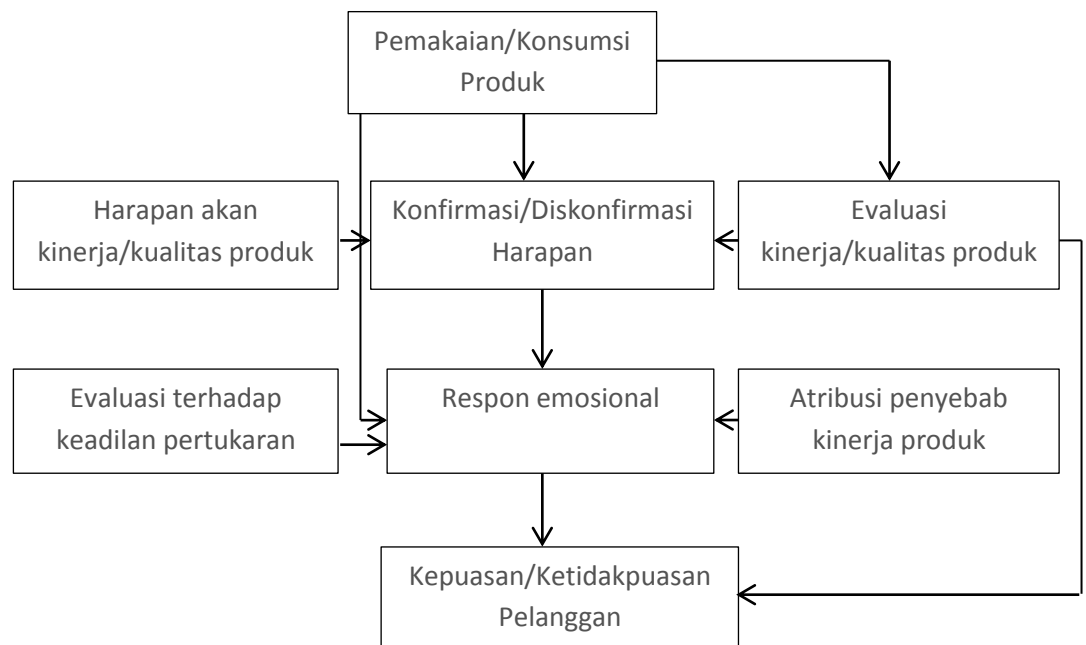 Pemakaian/Konsumsi
Produk
Harapan akan
kinerja/kualitas produk
Konfirmasi/Diskonfirmasi
Harapan
Evaluasi
kinerja/kualitas produk
Evaluasi terhadap
keadilan pertukaran
Respon emosional
Atribusi penyebab
kinerja produk
Kepuasan/Ketidakpuasan
Pelanggan